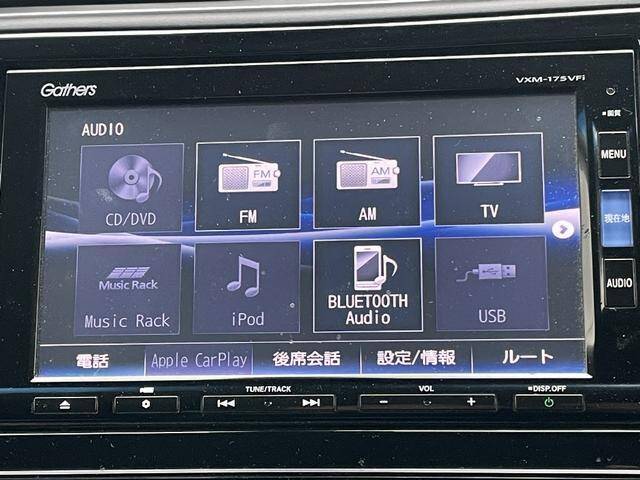 Gathers
VXM-175VFi
画質
AUDIO
MENU
FM
AM
CD/DVD
FM
AM
TV
現在地
Music Rack
Music Rack
iPod
BLUETOOTH
Audio
USB
AUDIO
電話
Apple CarPlay
後席会話
設定/情報
ルート
TUNE/TRACK
VOL
DISP.OFF